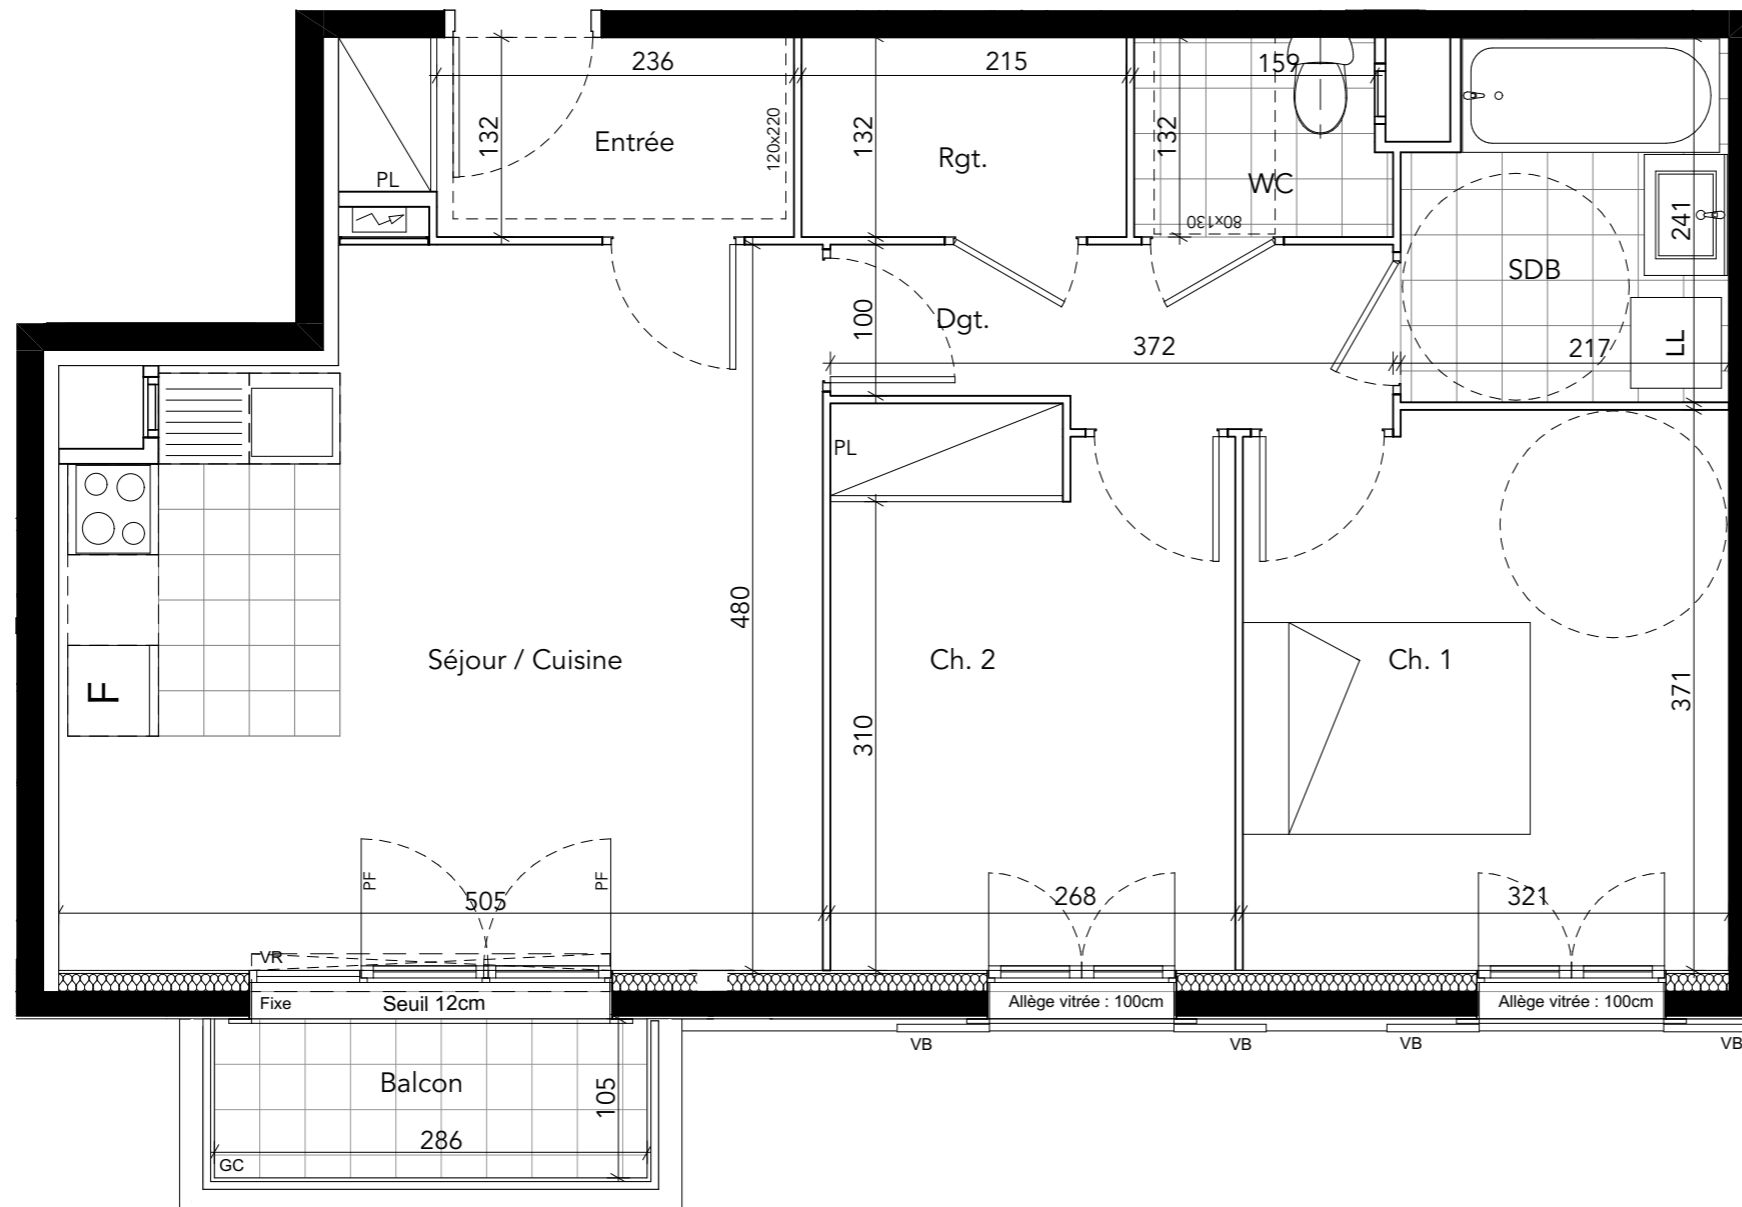 236
215
159
132
Entrée
120x220
132
Rgt.
132
WC
80x130
PL
241
SDB
LL
100
Dgt.
372
217
PL
480
F
Séjour / Cuisine
Ch. 2
Ch. 1
310
371
PF
PF
505
268
321
VR
Fixe
Seuil 12cm
Allège vitrée : 100cm
Allège vitrée : 100cm
VB
VB
VB
VB
Balcon
105
286
GC